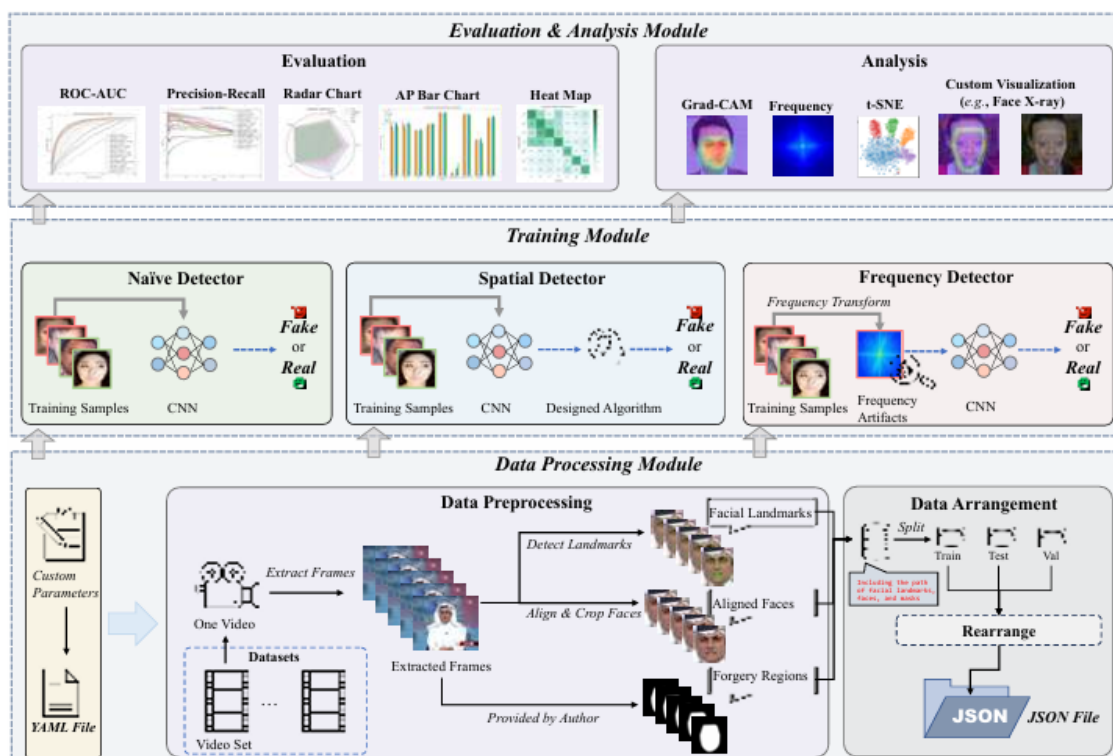 Evaluation & Analysis Module
Evaluation
ROC-AUC
Precision-Recall
Radar Chart
AP Bar Chart
Heat Map
Analysis
Grad-CAM
Frequency
t-SNE
Custom Visualization
(e.g., Face X-ray)
Training Module
Naïve Detector
Fake
or
Real
Training Samples
CNN
Spatial Detector
Fake
or
Real
Training Samples
CNN
Designed Algorithm
Frequency Detector
Frequency Transform
Fake
or
Real
Training Samples
Frequency
Artifacts
CNN
Data Processing Module
Custom
Parameters
YAML File
Data Preprocessing
Extract Frames
One Video
Datasets
...
Video Set
Extracted Frames
Detect Landmarks
Align & Crop Faces
Provided by Author
Facial Landmarks
Aligned Faces
Forgery Regions
Data Arrangement
Split
Train
Test
Val
Including the path
of facial landmarks,
faces, and masks
Rearrange
JSON
JSON File